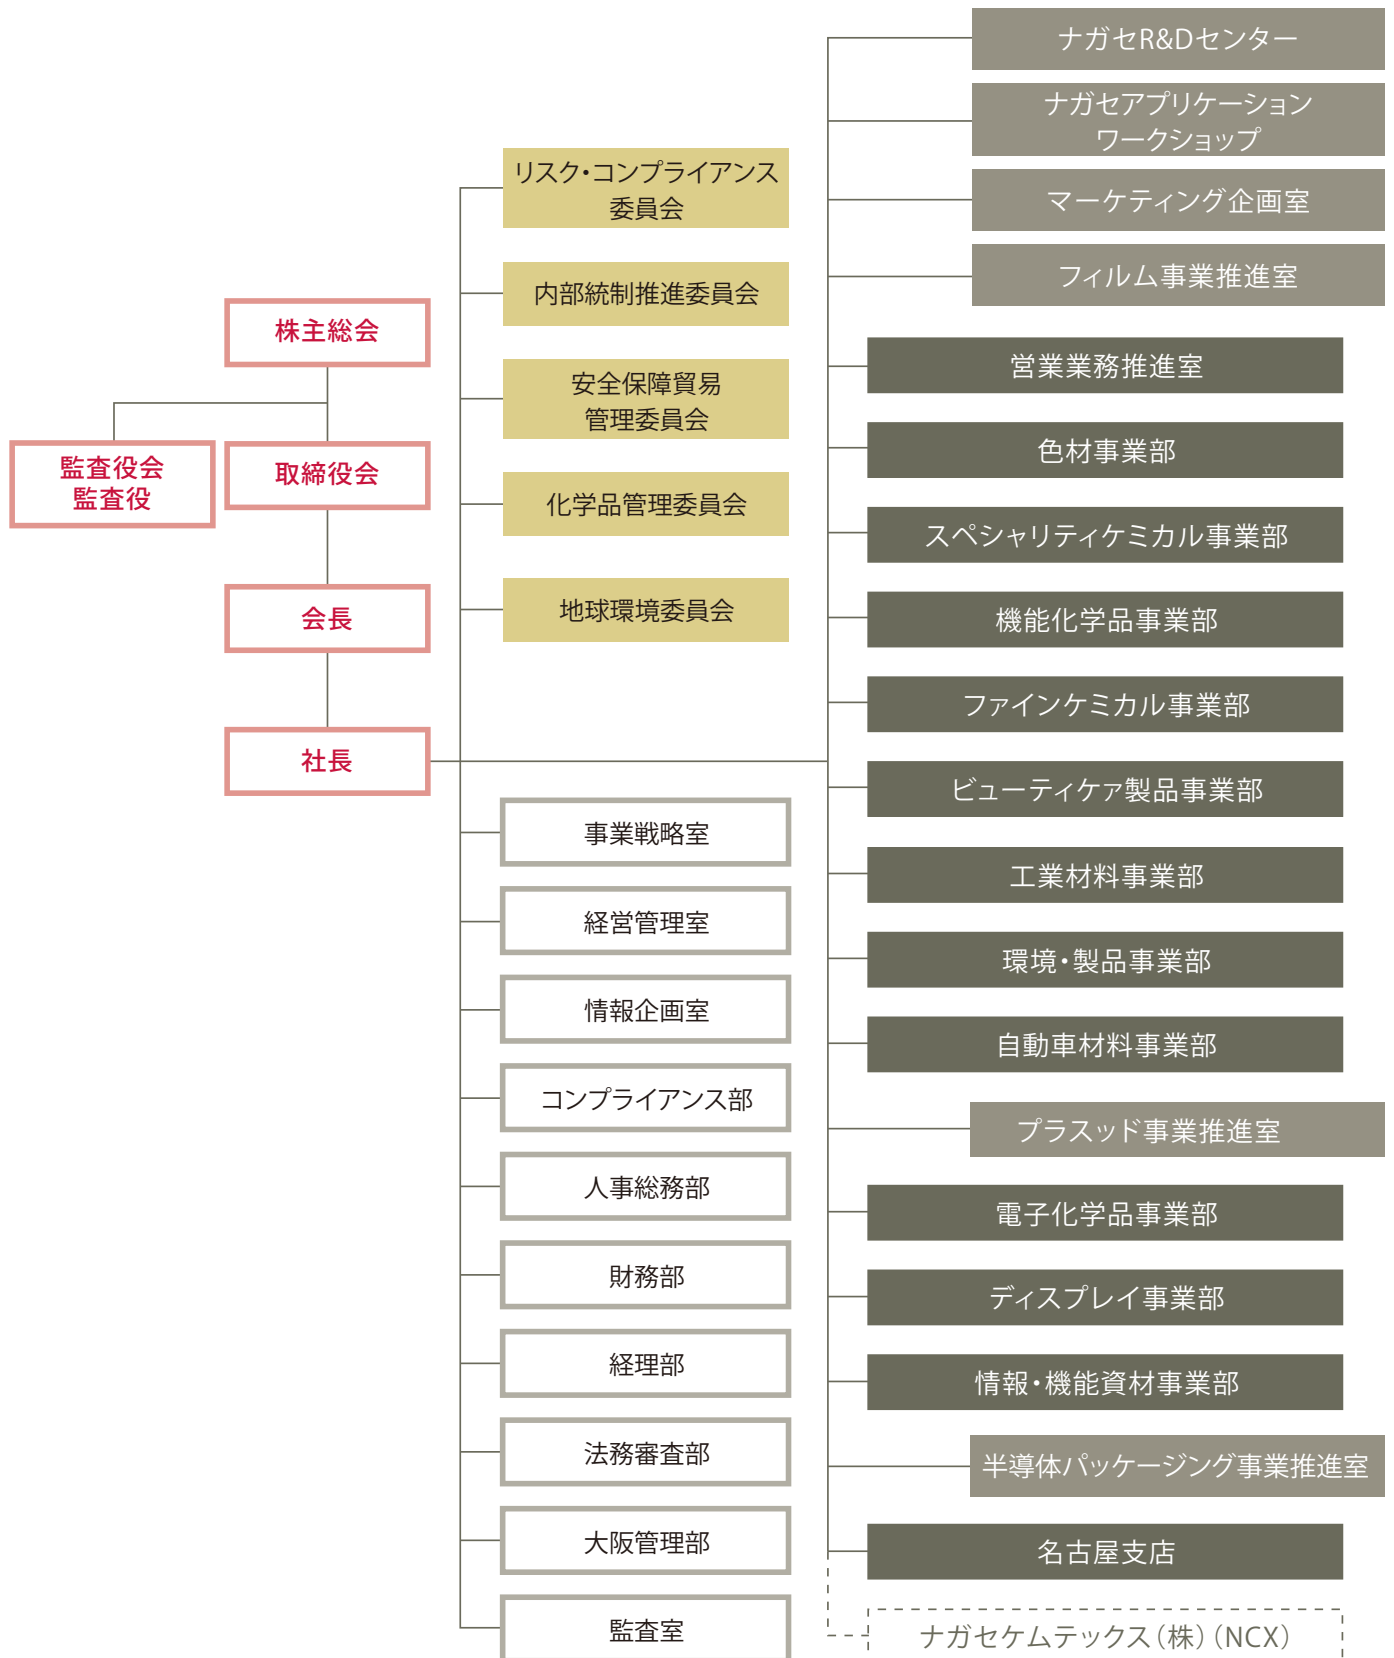 株主総会
監査役会
監査役
取締役会
会長
社長
リスク・コンプライアンス
委員会
内部統制推進委員会
安全保障貿易
管理委員会
化学品管理委員会
地球環境委員会
事業戦略室
経営管理室
情報企画室
コンプライアンス部
人事総務部
財務部
経理部
法務審査部
大阪管理部
監査室
ナガセR&Dセンター
ナガセアプリケーション
ワークショップ
マーケティング企画室
フィルム事業推進室
営業業務推進室
色材事業部
スペシャリティケミカル事業部
機能化学品事業部
ファインケミカル事業部
ビューティケァ製品事業部
工業材料事業部
環境・製品事業部
自動車材料事業部
プラスッド事業推進室
電子化学品事業部
ディスプレイ事業部
情報・機能資材事業部
半導体パッケージング事業推進室
名古屋支店
ナガセケムテックス（株）（NCX）